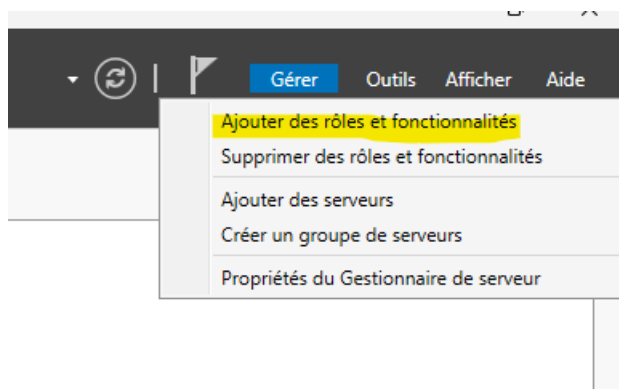 Gérer Outils Afficher Aide
Ajouter des rôles et fonctionnalités
Supprimer des rôles et fonctionnalités
Ajouter des serveurs
Créer un groupe de serveurs
Propriétés du Gestionnaire de serveur